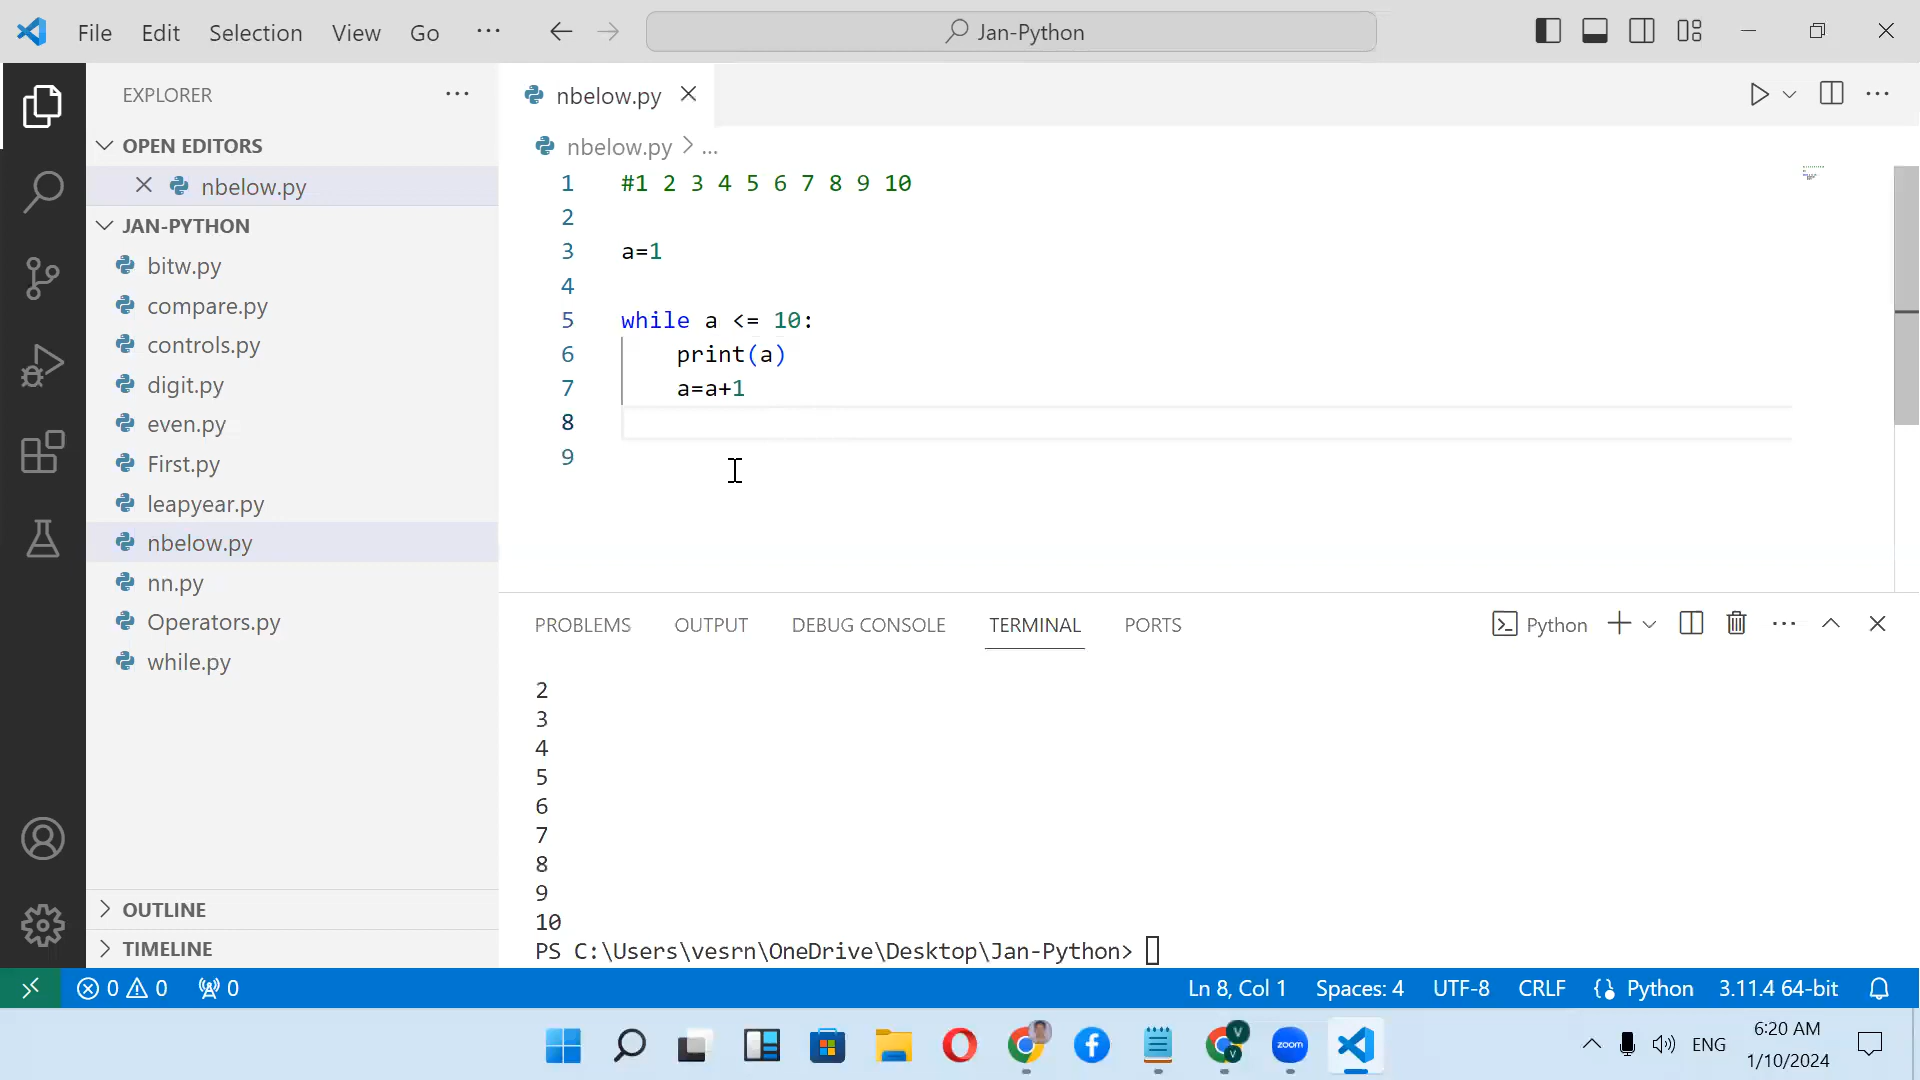 File Edit Selection View Go ... Jan-Python
EXPLORER ...
OPEN EDITORS
nbelow.py
JAN-PYTHON
bitw.py
compare.py
controls.py
digit.py
even.py
First.py
leapyear.py
nbelow.py
nn.py
Operators.py
while.py
OUTLINE
TIMELINE
nbelow.py
nbelow.py > ...
1 #1 2 3 4 5 6 7 8 9 10
2
3 a=1
4
5 while a <= 10:
6 print(a)
7 a=a+1
8
9
PROBLEMS OUTPUT DEBUG CONSOLE TERMINAL PORTS Python
2
3
4
5
6
7
8
9
10
PS C:\Users\vesrn\OneDrive\Desktop\Jan-Python>
0 0 0 Ln 8, Col 1 Spaces: 4 UTF-8 CRLF Python 3.11.4 64-bit
V V zoom ENG 6:20 AM
1/10/2024